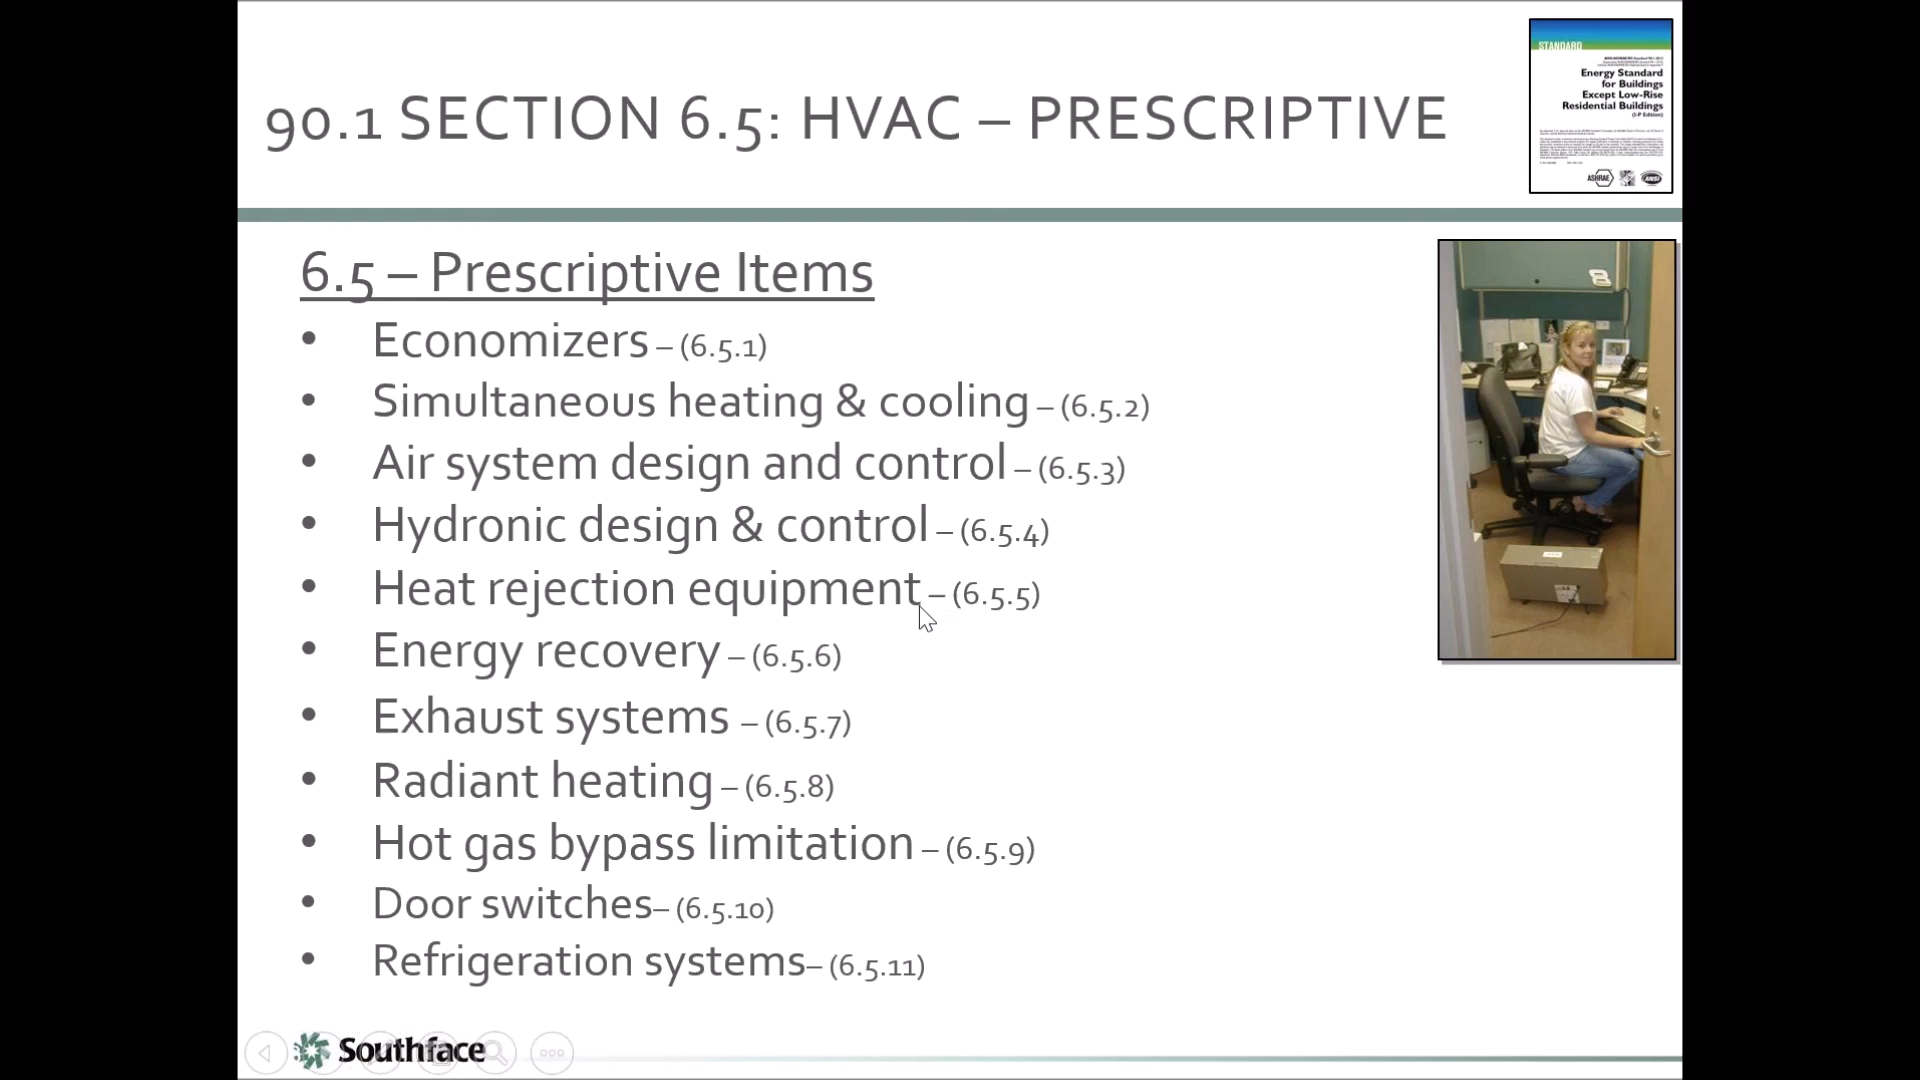 90.1 SECTION 6.5: HVAC – PRESCRIPTIVE
STANDARD
Energy Standard
for Buildings
Except Low-Rise
Residential Buildings
(I-P Edition)
ASHRAE
ANSI
6.5 – Prescriptive Items
• Economizers – (6.5.1)
• Simultaneous heating & cooling – (6.5.2)
• Air system design and control – (6.5.3)
• Hydronic design & control – (6.5.4)
• Heat rejection equipment – (6.5.5)
• Energy recovery – (6.5.6)
• Exhaust systems – (6.5.7)
• Radiant heating – (6.5.8)
• Hot gas bypass limitation – (6.5.9)
• Door switches– (6.5.10)
• Refrigeration systems– (6.5.11)
Southface